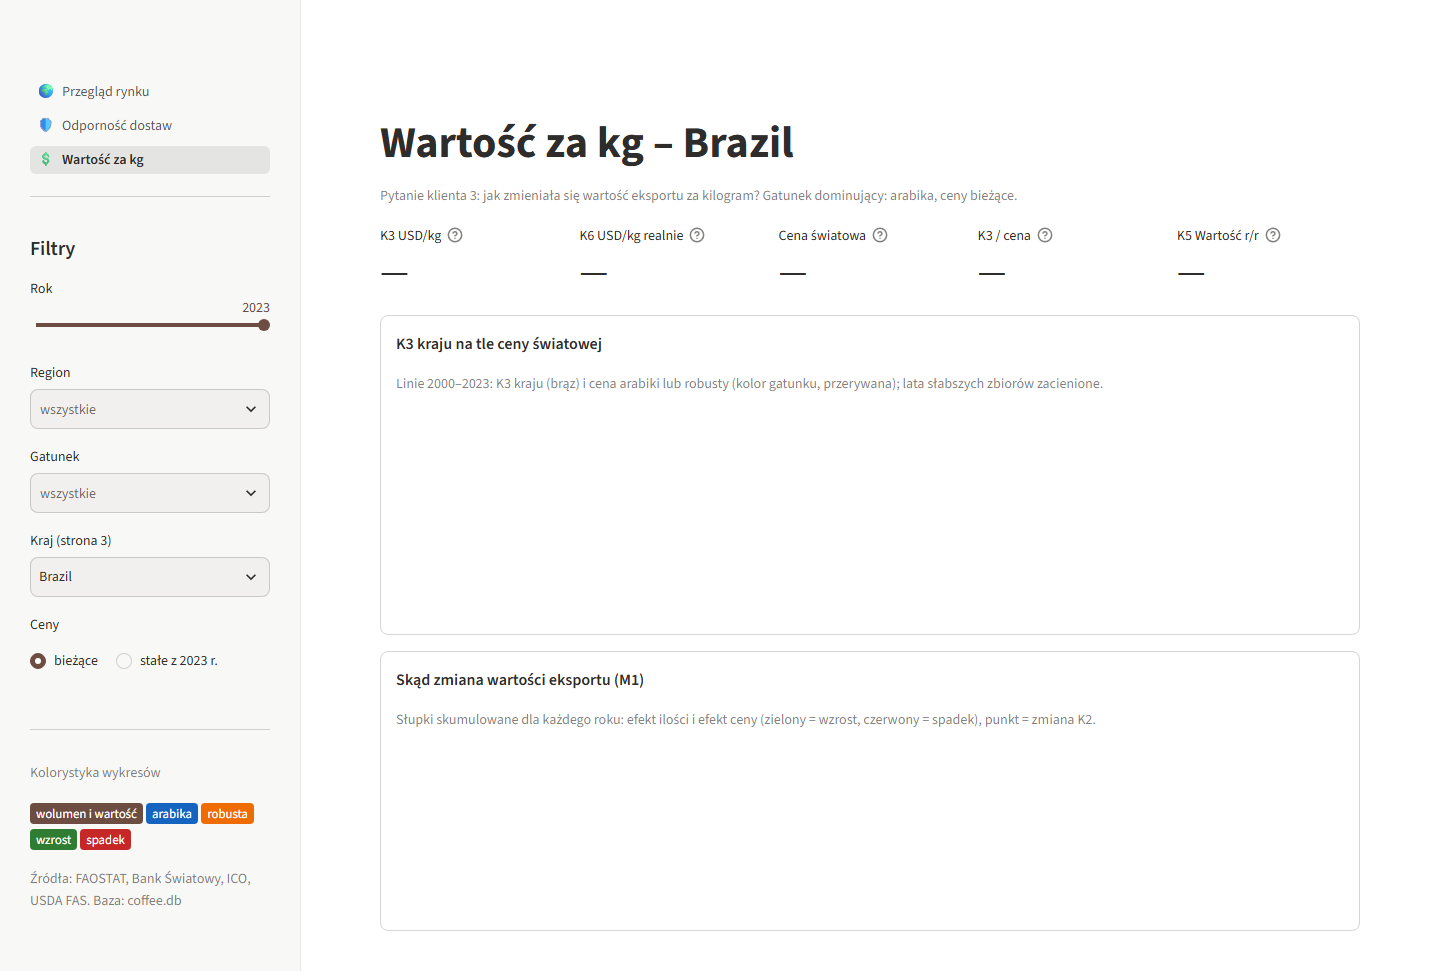 Przegląd rynku
Odporność dostaw
Wartość za kg
Filtry
Rok
2023
Region
wszystkie
Gatunek
wszystkie
Kraj (strona 3)
Brazil
Ceny
bieżące
stałe z 2023 r.
Kolorystyka wykresów
wolumen i wartość arabika robusta
wzrost spadek
Źródła: FAOSTAT, Bank Światowy, ICO,
USDA FAS. Baza: coffee.db
Wartość za kg – Brazil
Pytanie klienta 3: jak zmieniała się wartość eksportu za kilogram? Gatunek dominujący: arabika, ceny bieżące.
K3 USD/kg
—
K6 USD/kg realnie
—
Cena światowa
—
K3 / cena
—
K5 Wartość r/r
—
K3 kraju na tle ceny światowej
Linie 2000–2023: K3 kraju (brąz) i cena arabiki lub robusty (kolor gatunku, przerywana); lata słabszych zbiorów zacienione.
Skąd zmiana wartości eksportu (M1)
Słupki skumulowane dla każdego roku: efekt ilości i efekt ceny (zielony = wzrost, czerwony = spadek), punkt = zmiana K2.